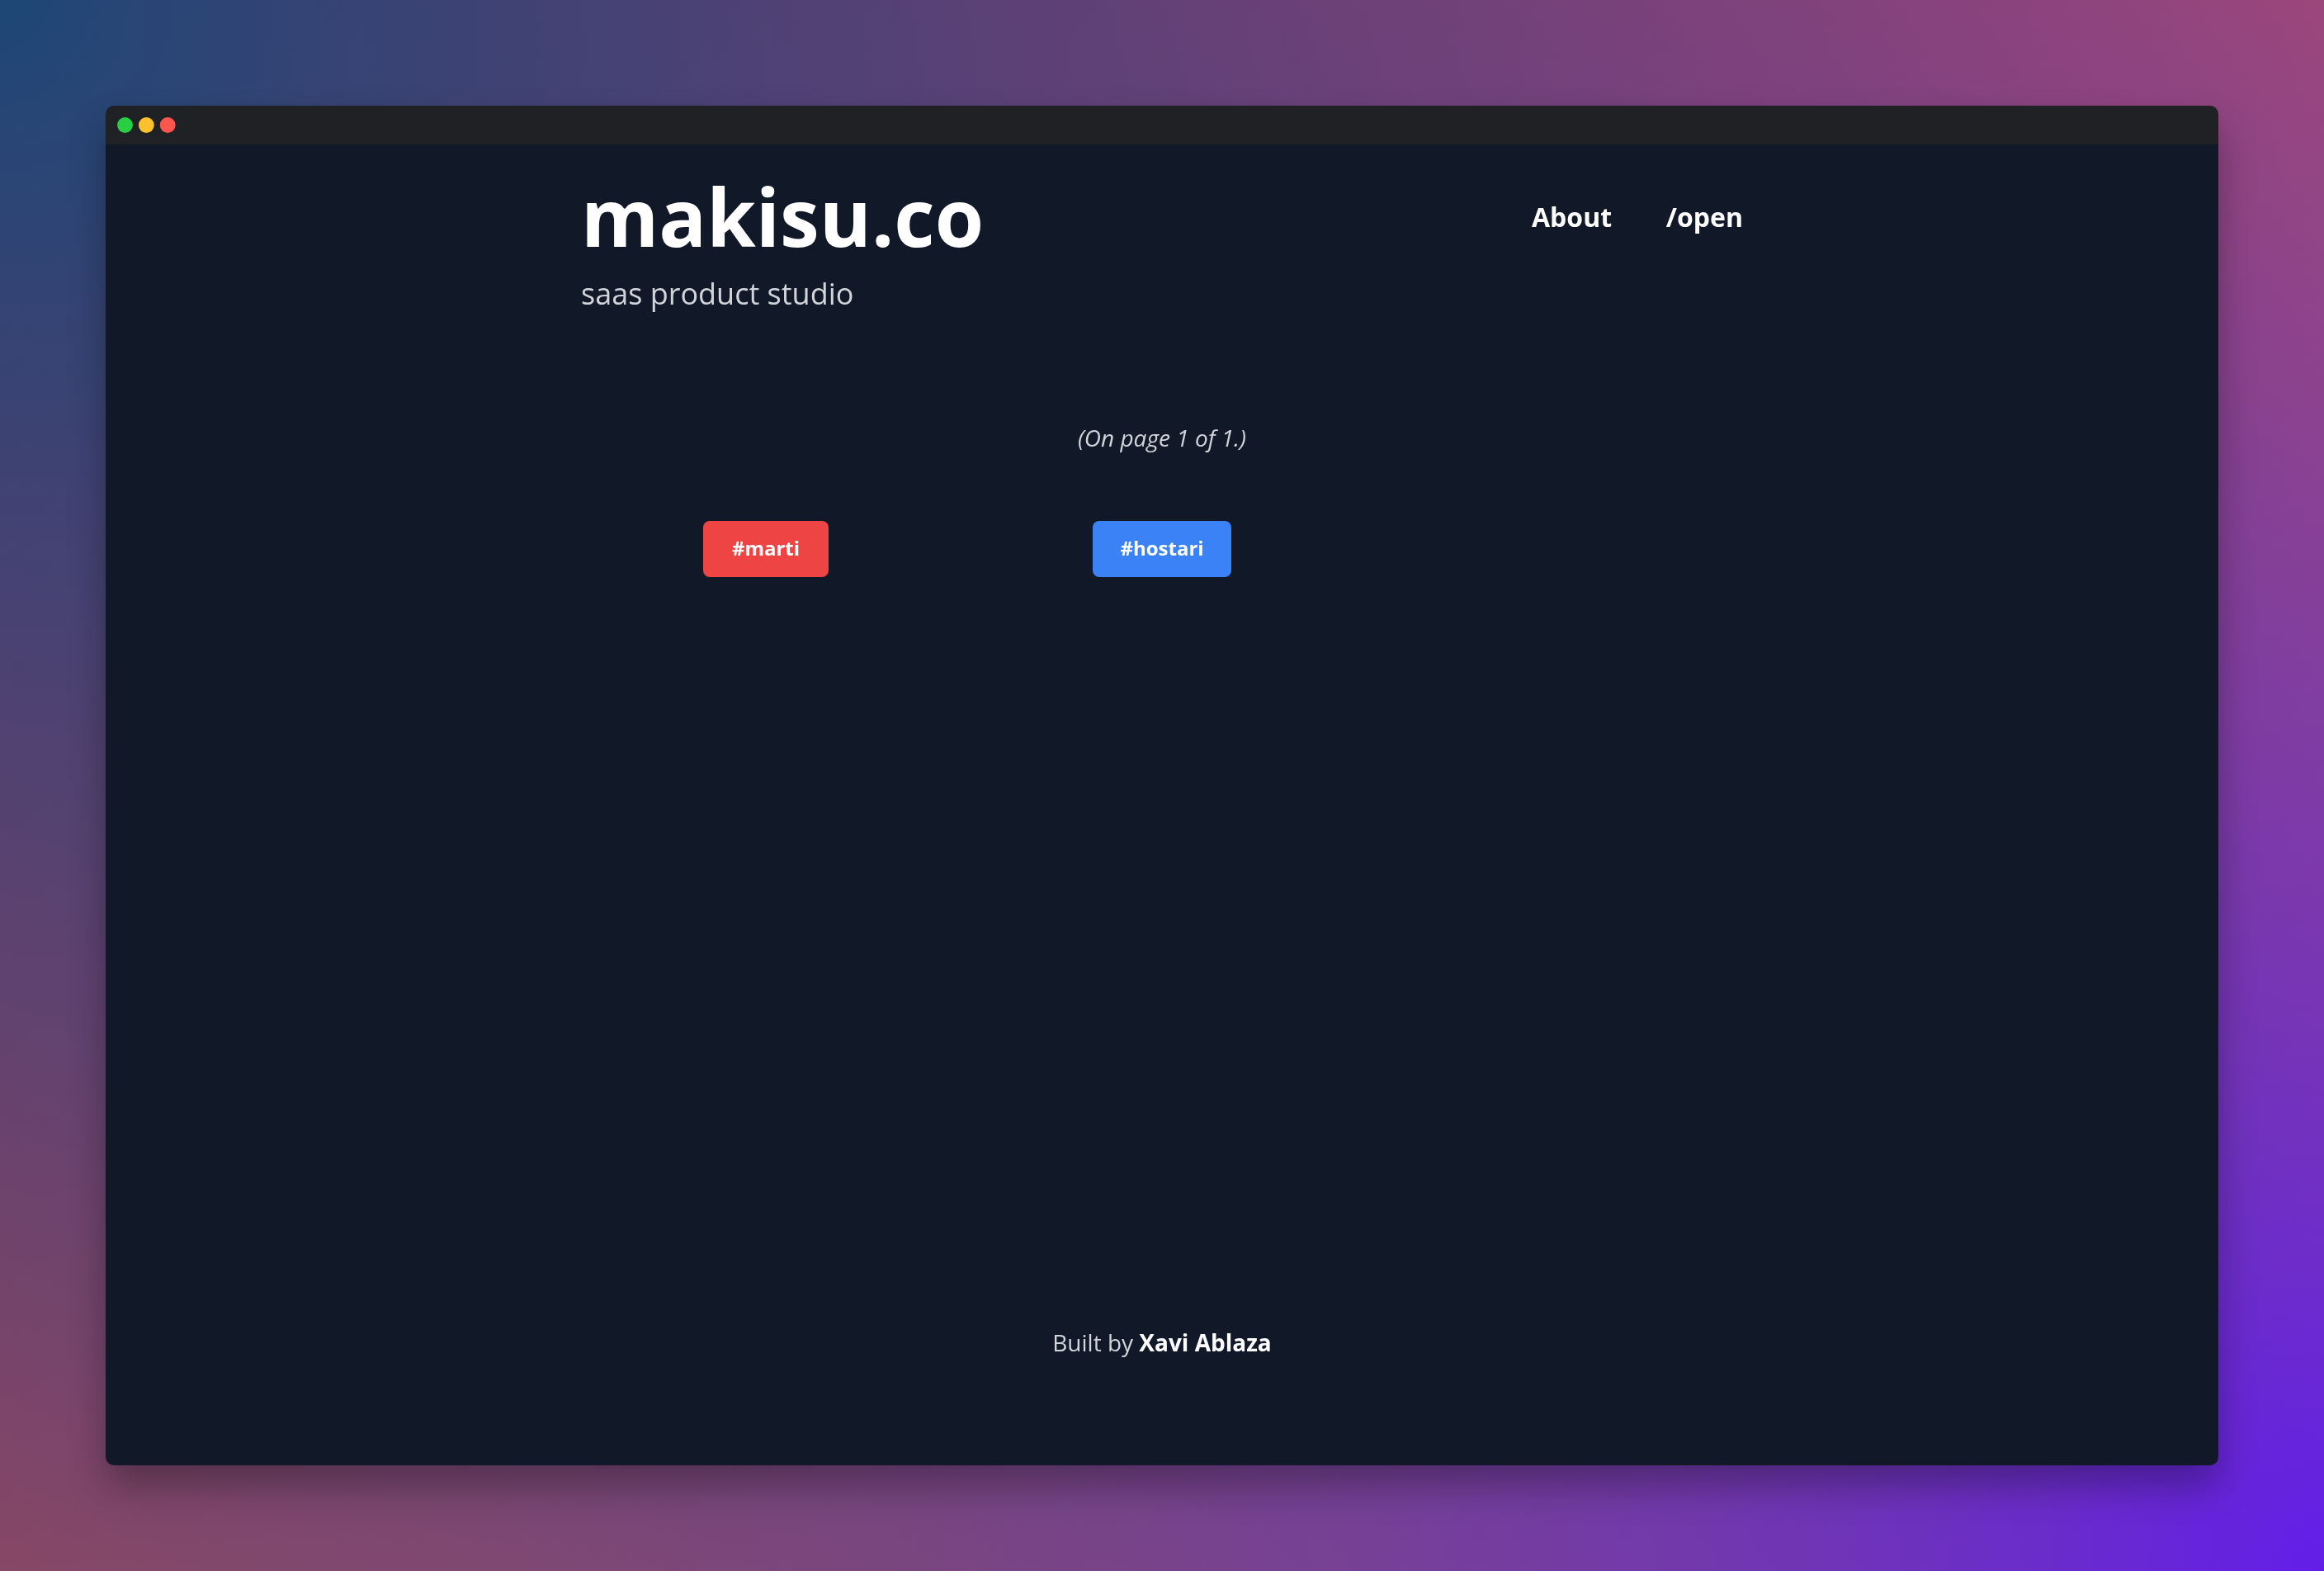 makisu.co
About
/open
saas product studio
(On page 1 of 1.)
#marti
#hostari
Built by Xavi Ablaza